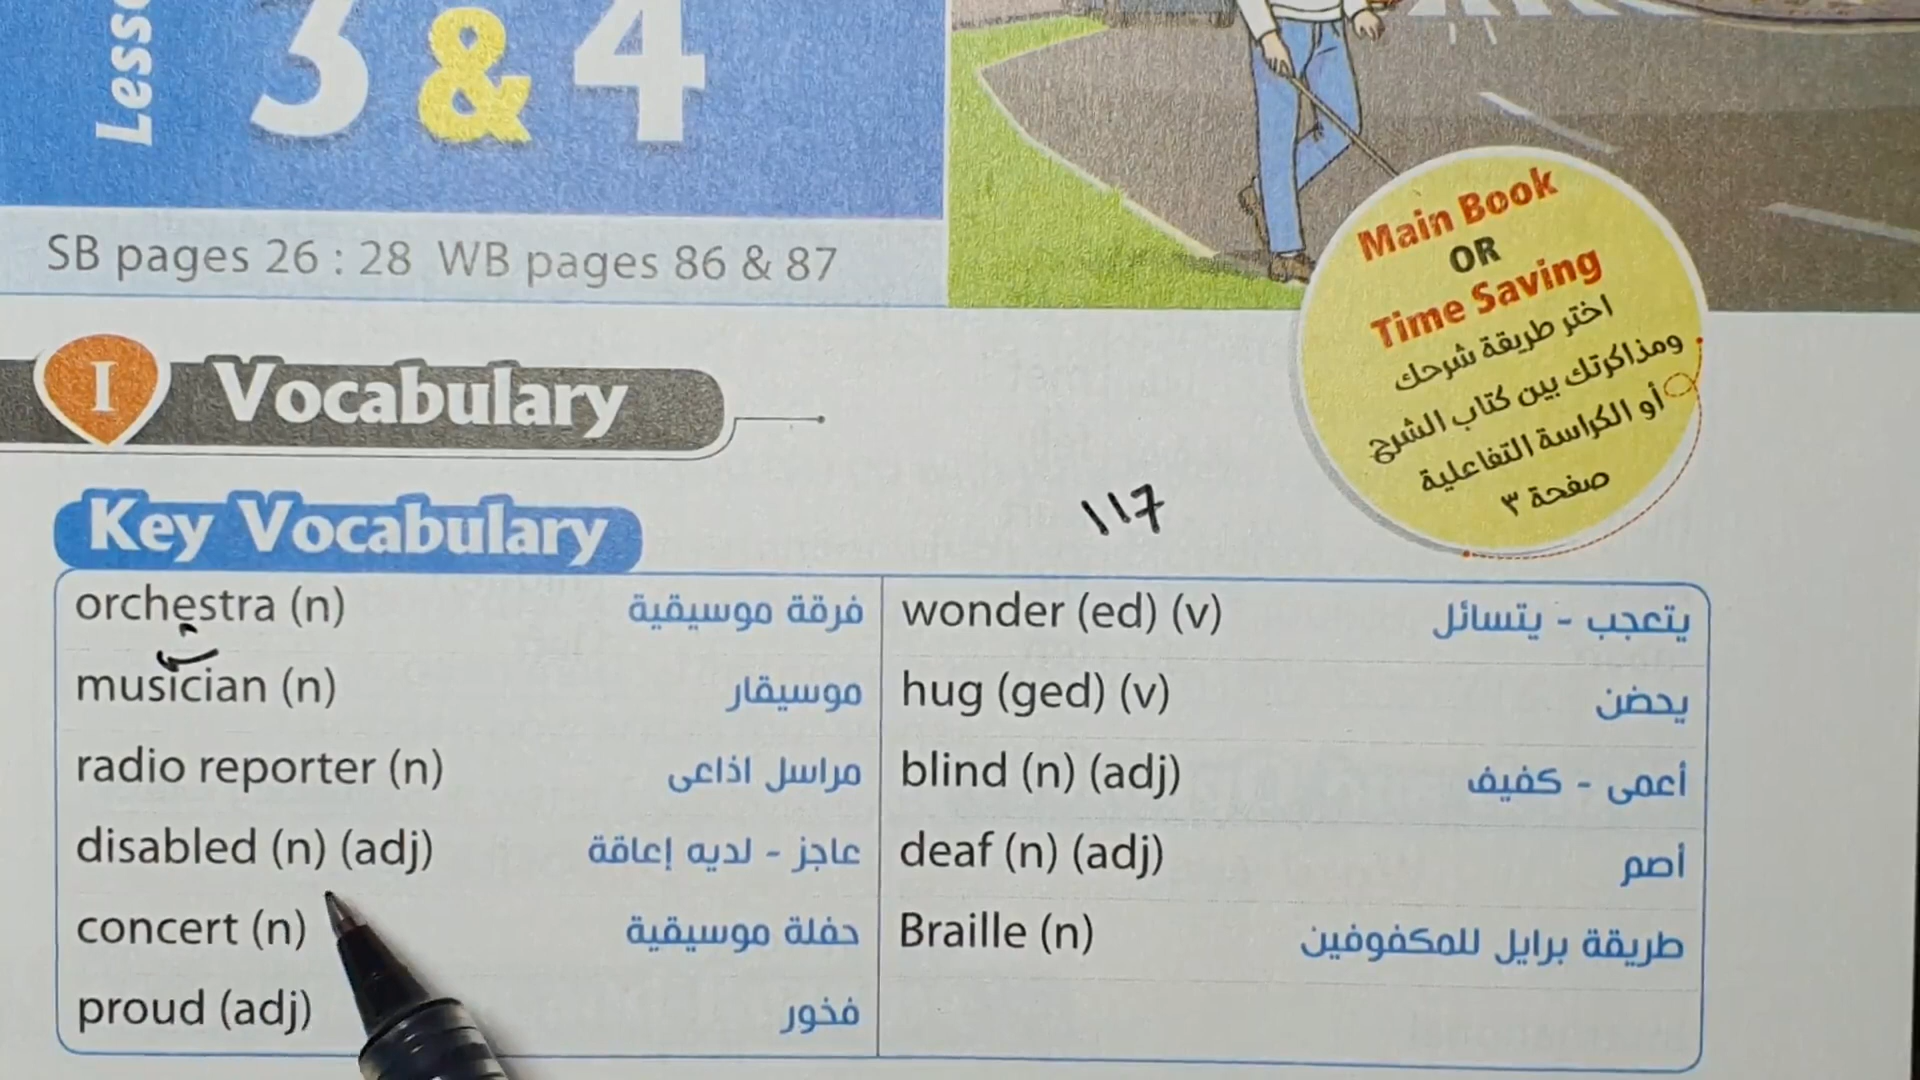 Lesso
3 & 4
SB pages 26 : 28 WB pages 86 & 87
Main Book
OR
Time Saving
اختر طريقة شرحك
ومذاكرتك بين كتاب الشرح
أو الكراسة التفاعلية
صفحة ٣
I Vocabulary
117
Key Vocabulary
orchestra (n) فرقة موسيقية
musician (n) موسيقار
radio reporter (n) مراسل اذاعى
disabled (n) (adj) عاجز - لديه إعاقة
concert (n) حفلة موسيقية
proud (adj) فخور
wonder (ed) (v) يتعجب - يتسائل
hug (ged) (v) يحضن
blind (n) (adj) أعمى - كفيف
deaf (n) (adj) أصم
Braille (n) طريقة برايل للمكفوفين